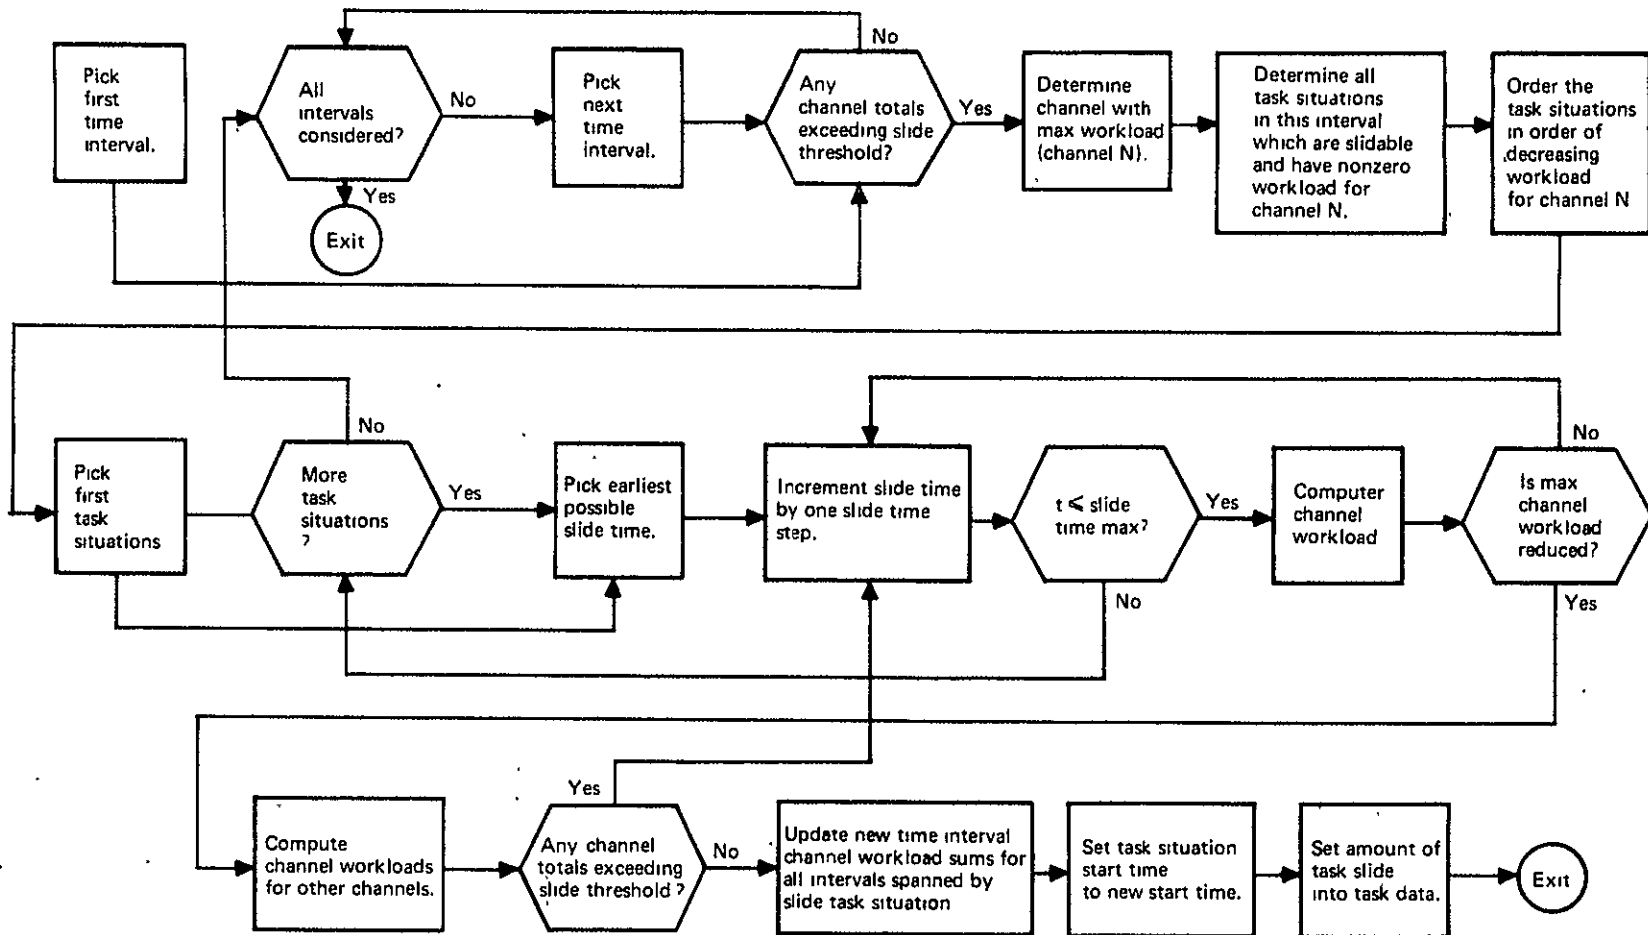 Pick
first
time
interval.
All
intervals
considered?
No
Yes
Exit
Pick
next
time
interval.
No
Any
channel totals
exceeding slide
threshold?
Yes
Determine
channel with
max workload
(channel N).
Determine all
task situations
in this interval
which are slidable
and have nonzero
workload for
channel N.
Order the
task situations
in order of
decreasing
workload
for channel N
Pick
first
task
situations
No
More
task
situations
?
Yes
Pick earliest
possible
slide time.
Increment slide time
by one slide time
step.
t ⩽ slide
time max?
Yes
No
Computer
channel
workload
No
Is max
channel
workload
reduced?
Yes
Compute
channel workloads
for other channels.
Yes
Any channel
totals exceeding
slide threshold?
No
Update new time interval
channel workload sums for
all intervals spanned by
slide task situation
Set task situation
start time
to new start time.
Set amount of
task slide
into task data.
Exit